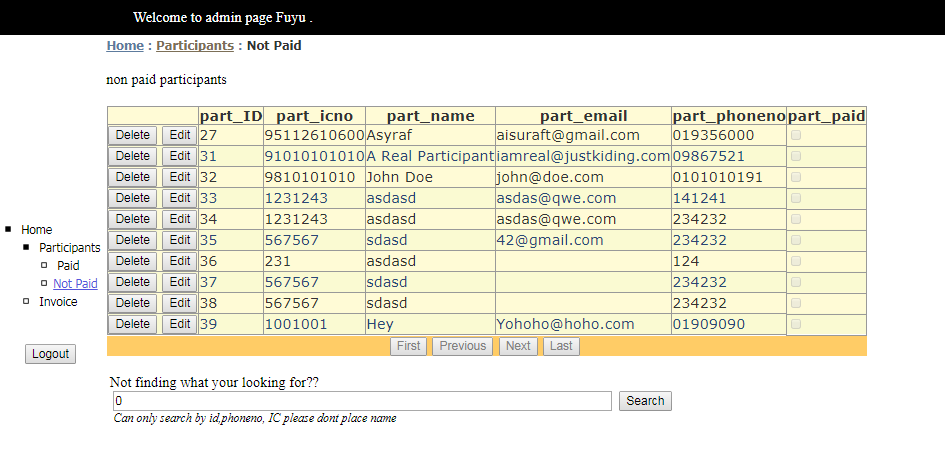 Welcome to admin page Fuyu .
Home : Participants : Not Paid
non paid participants
part_ID part_icno part_name part_email part_phoneno part_paid
Delete Edit 27 95112610600 Asyraf aisuraft@gmail.com 019356000
Delete Edit 31 91010101010 A Real Participant iamreal@justkiding.com 09867521
Delete Edit 32 9810101010 John Doe john@doe.com 0101010191
Delete Edit 33 1231243 asdasd asdas@qwe.com 141241
Delete Edit 34 1231243 asdasd asdas@qwe.com 234232
Delete Edit 35 567567 sdasd 42@gmail.com 234232
Delete Edit 36 231 asdasd 124
Delete Edit 37 567567 sdasd 234232
Delete Edit 38 567567 sdasd 234232
Delete Edit 39 1001001 Hey Yohoho@hoho.com 01909090
First Previous Next Last
Home
Participants
Paid
Not Paid
Invoice
Logout
Not finding what your looking for??
0 Search
Can only search by id,phoneno, IC please dont place name